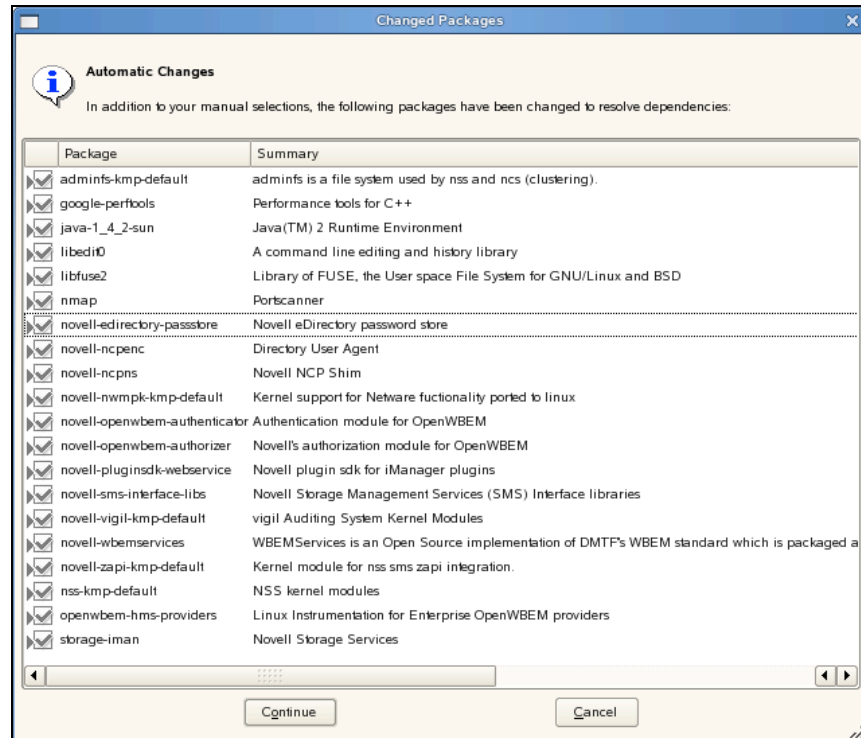 Changed Packages
Automatic Changes
In addition to your manual selections, the following packages have been changed to resolve dependencies:
Package Summary
adminfs-kmp-default adminfs is a file system used by nss and ncs (clustering).
google-perftools Performance tools for C++
java-1_4_2-sun Java(TM) 2 Runtime Environment
libedit0 A command line editing and history library
libfuse2 Library of FUSE, the User space File System for GNU/Linux and BSD
nmap Portscanner
novell-edirectory-passstore Novell eDirectory password store
novell-ncpenc Directory User Agent
novell-ncpns Novell NCP Shim
novell-nwmpk-kmp-default Kernel support for Netware fuctionality ported to linux
novell-openwbem-authenticator Authentication module for OpenWBEM
novell-openwbem-authorizer Novell's authorization module for OpenWBEM
novell-pluginsdk-webservice Novell plugin sdk for iManager plugins
novell-sms-interface-libs Novell Storage Management Services (SMS) Interface libraries
novell-vigil-kmp-default vigil Auditing System Kernel Modules
novell-wbemservices WBEMServices is an Open Source implementation of DMTF's WBEM standard which is packaged a
novell-zapi-kmp-default Kernel module for nss sms zapi integration.
nss-kmp-default NSS kernel modules
openwbem-hms-providers Linux Instrumentation for Enterprise OpenWBEM providers
storage-iman Novell Storage Services
Continue Cancel